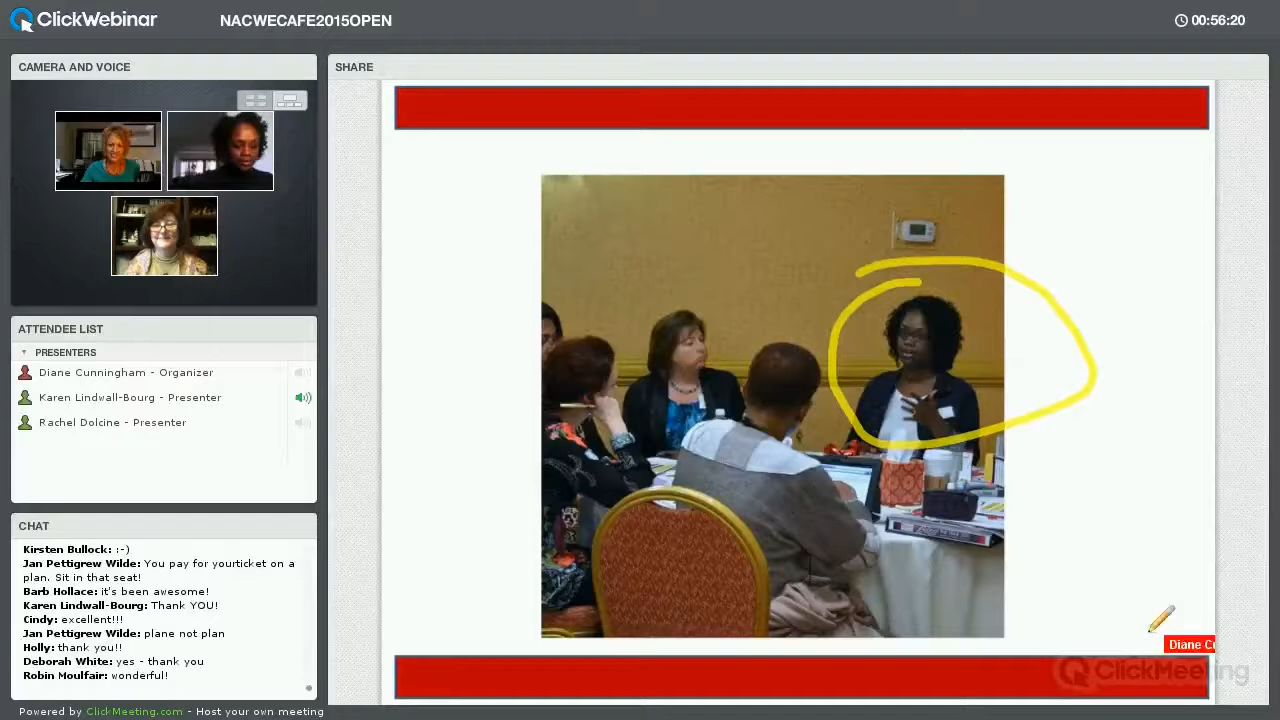 ClickWebinar
NACWECAFE2015OPEN
00:56:20
CAMERA AND VOICE
SHARE
ATTENDEE LIST
PRESENTERS
Diane Cunningham - Organizer
Karen Lindwall-Bourg - Presenter
Rachel Dolcine - Presenter
CHAT
Kirsten Bullock: :-)
Jan Pettigrew Wilde: You pay for yourticket on a
plan. Sit in that seat!
Barb Hollace: it's been awesome!
Karen Lindwall-Bourg: Thank YOU!
Cindy: excellent!!!
Jan Pettigrew Wilde: plane not plan
Holly: thank you!!
Deborah White: yes - thank you
Robin Moulfair: wonderful!
Diane Cu
ClickMeeting
Powered by ClickMeeting.com - Host your own meeting